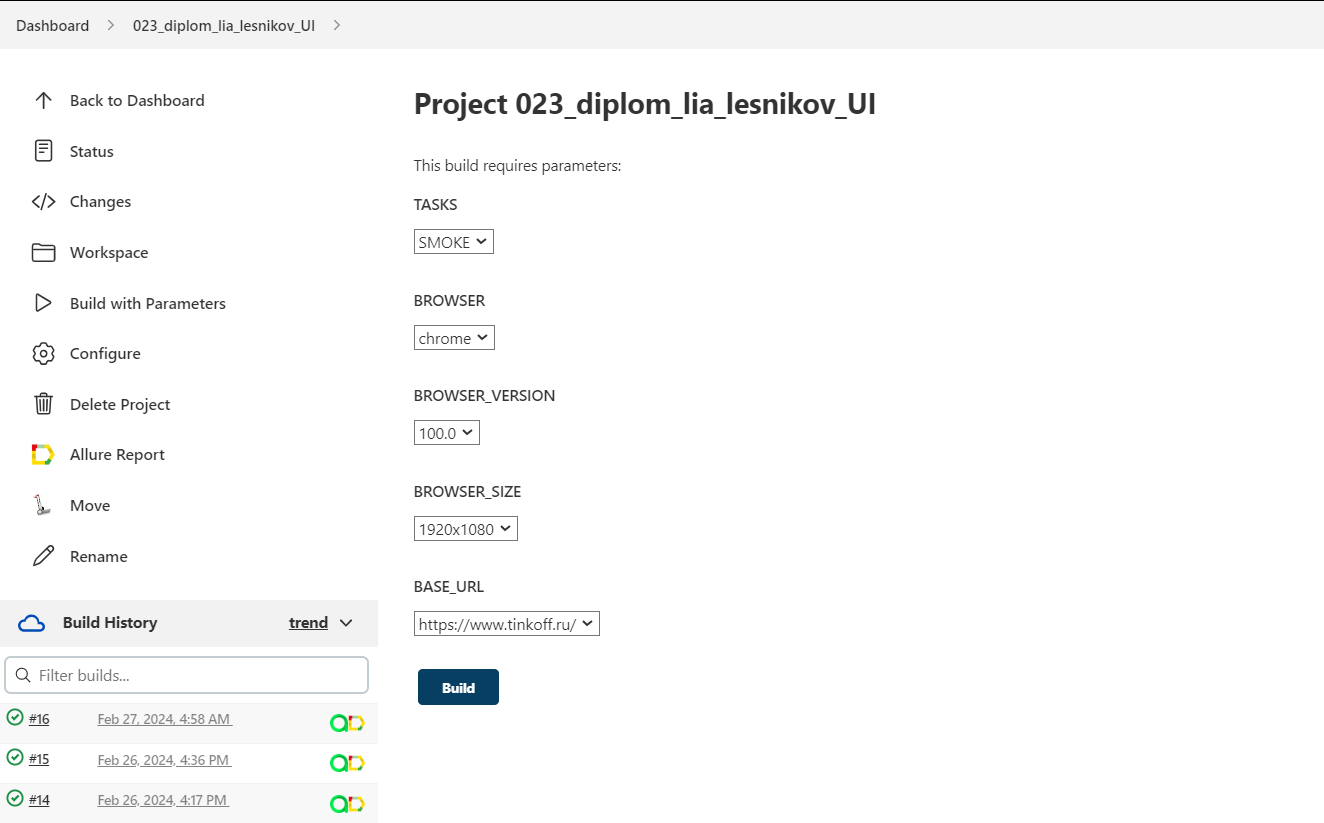 Dashboard
023_diplom_lia_lesnikov_UI
Back to Dashboard
Status
Changes
Workspace
Build with Parameters
Configure
Delete Project
Allure Report
Move
Rename
Build History
trend
Filter builds...
#16
Feb 27, 2024, 4:58 AM
#15
Feb 26, 2024, 4:36 PM
#14
Feb 26, 2024, 4:17 PM
Project 023_diplom_lia_lesnikov_UI
This build requires parameters:
TASKS
SMOKE
BROWSER
chrome
BROWSER_VERSION
100.0
BROWSER_SIZE
1920x1080
BASE_URL
https://www.tinkoff.ru/
Build